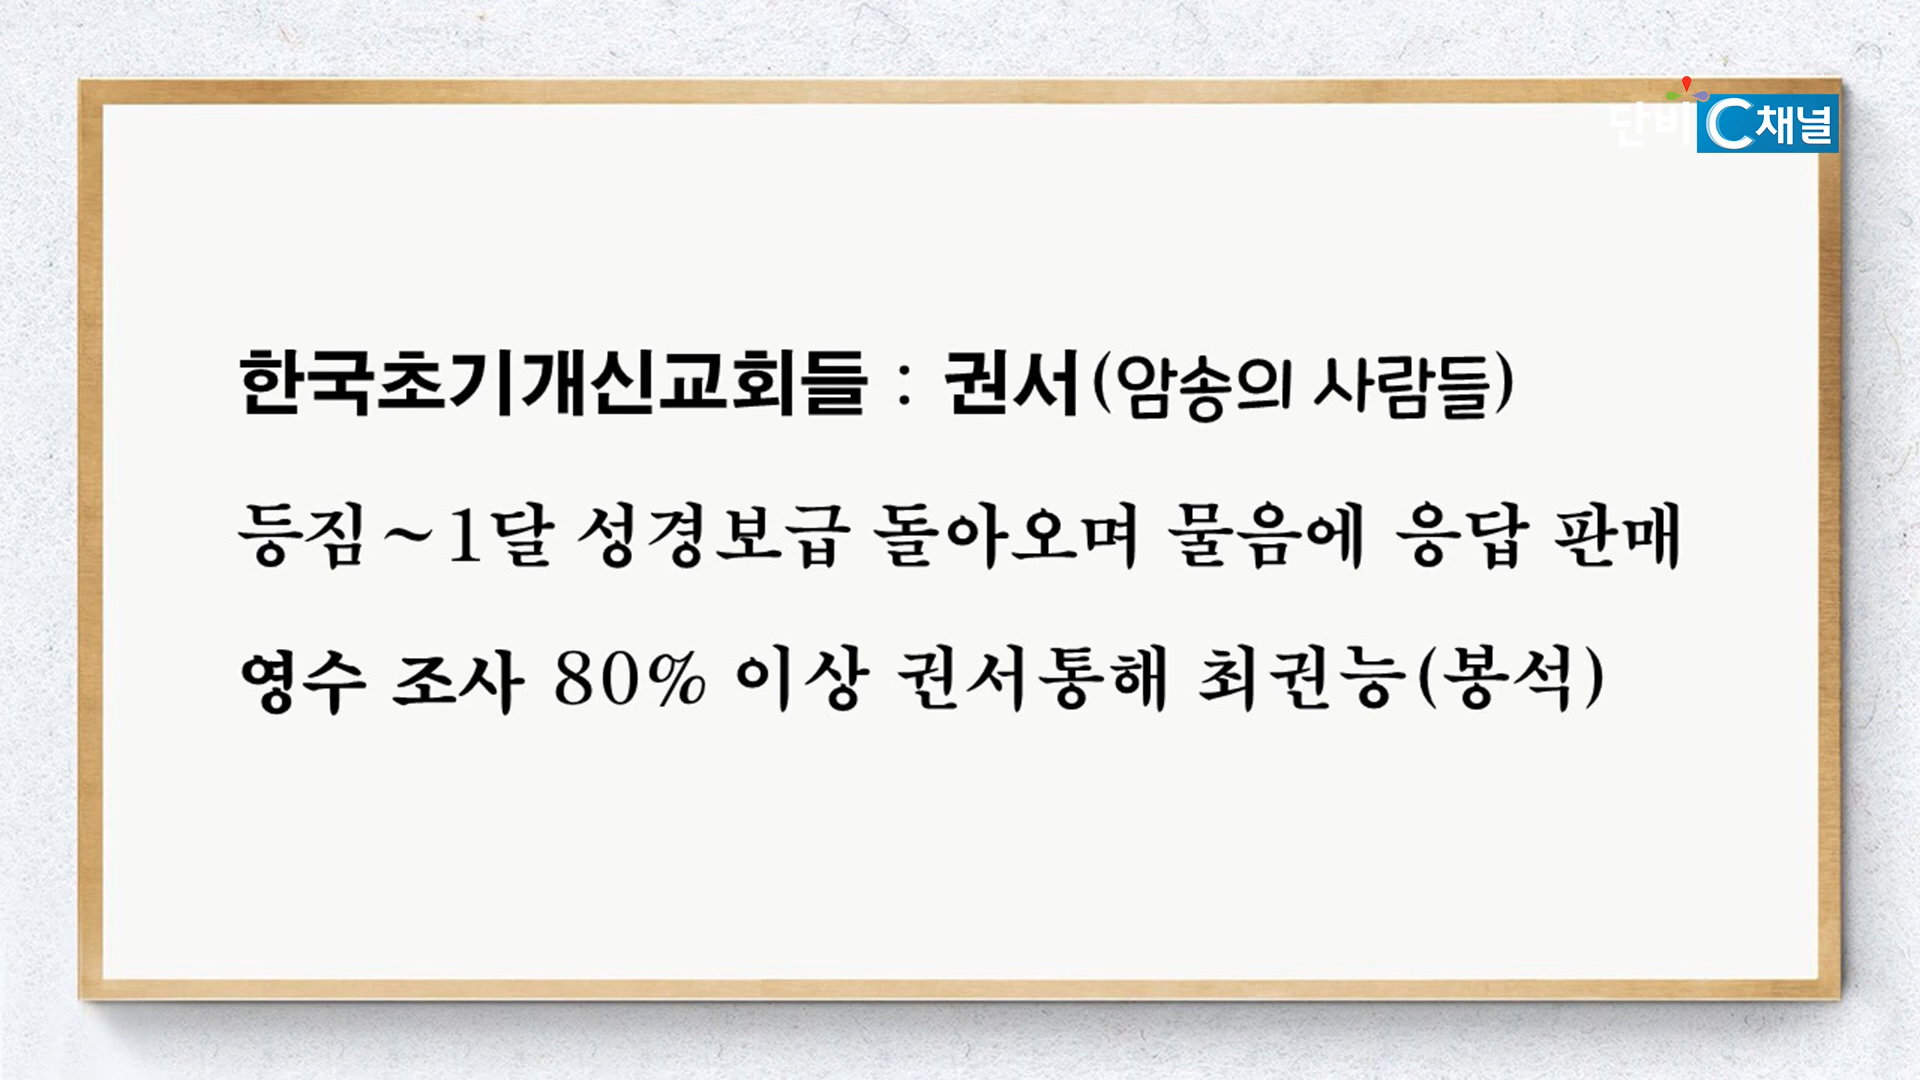 단비 C채널
한국초기개신교회들 : 권서(암송의 사람들)
등짐~1달 성경보급 돌아오며 물음에 응답 판매
영수 조사 80% 이상 권서통해 최권능(봉석)